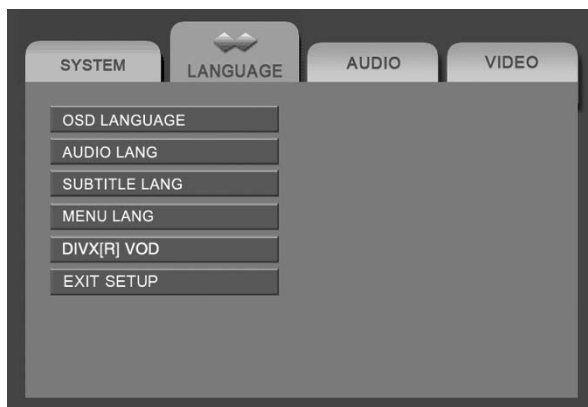 SYSTEM
LANGUAGE
AUDIO
VIDEO
OSD LANGUAGE
AUDIO LANG
SUBTITLE LANG
MENU LANG
DIVX[R] VOD
EXIT SETUP